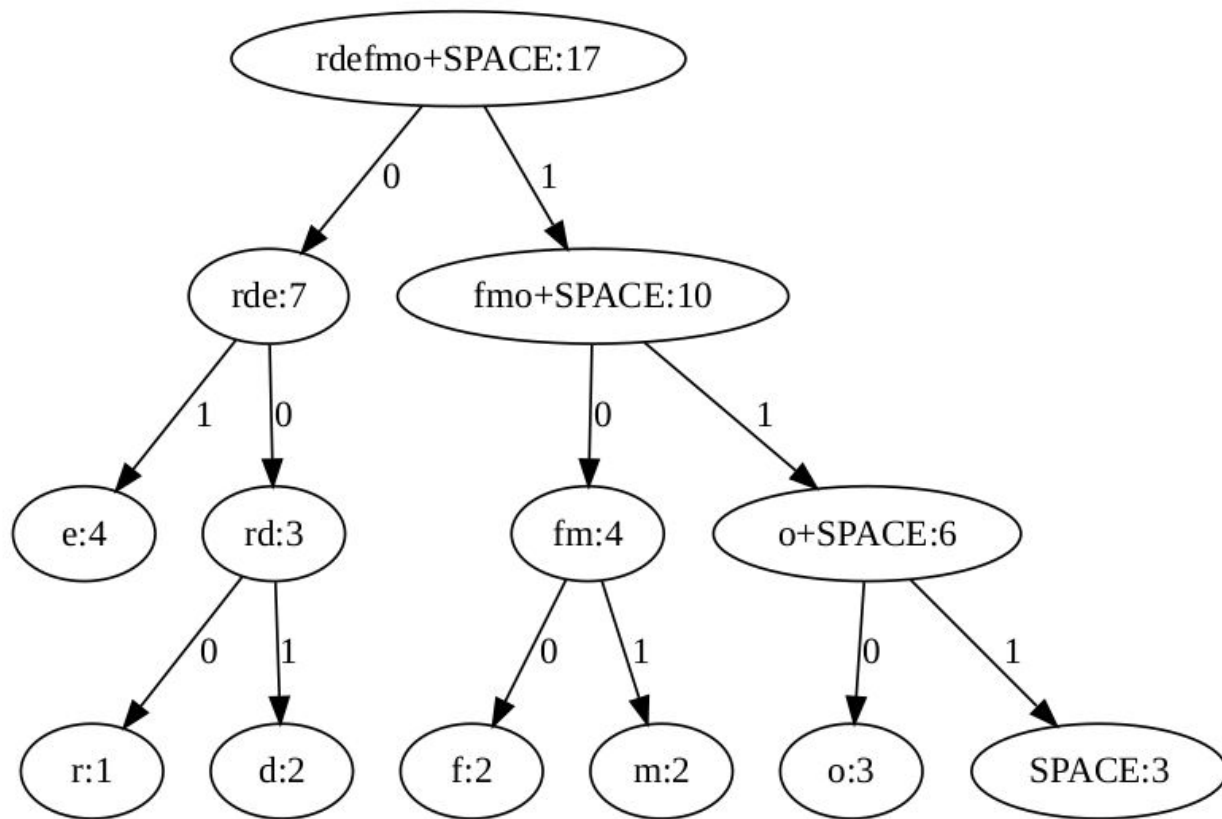 rdefmo+SPACE:17
0 1
rde:7 fmo+SPACE:10
1 0 0 1
e:4 rd:3 fm:4 o+SPACE:6
0 1 0 1 0 1
r:1 d:2 f:2 m:2 o:3 SPACE:3